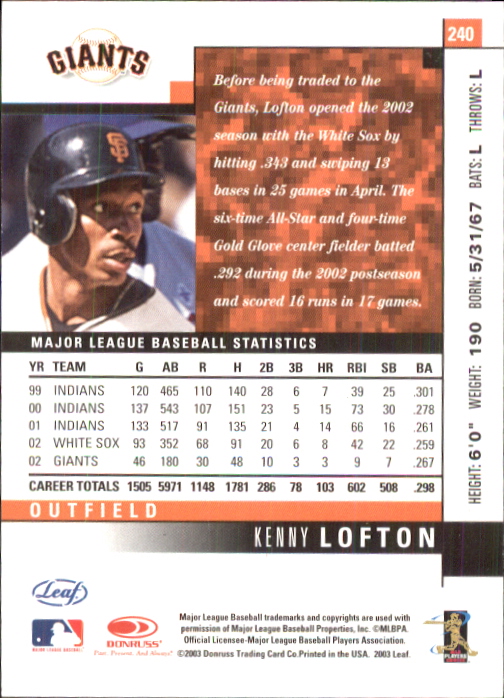 240
GIANTS
Before being traded to the
Giants, Lofton opened the 2002
season with the White Sox by
hitting .343 and swiping 13
bases in 25 games in April. The
six-time All-Star and four-time
Gold Glove center fielder batted
.292 during the 2002 postseason
and scored 16 runs in 17 games.
SF
HEIGHT: 6'0" WEIGHT: 190 BORN: 5/31/67 BATS: L THROWS: L
MAJOR LEAGUE BASEBALL STATISTICS
YR TEAM G AB R H 2B 3B HR RBI SB BA
99 INDIANS 120 465 110 140 28 6 7 39 25 .301
00 INDIANS 137 543 107 151 23 5 15 73 30 .278
01 INDIANS 133 517 91 135 21 4 14 66 16 .261
02 WHITE SOX 93 352 68 91 20 6 8 42 22 .259
02 GIANTS 46 180 30 48 10 3 3 9 7 .267
CAREER TOTALS 1505 5971 1148 1781 286 78 103 602 508 .298
OUTFIELD
KENNY LOFTON
Leaf
MAJOR LEAGUE BASEBALL
DONRUSS
Past, Present, And Always!
Major League Baseball trademarks and copyrights are used with
permission of Major League Baseball Properties, Inc. ©MLBPA.
Official Licensee-Major League Baseball Players Association.
©2003 Donruss Trading Card Co.Printed in the USA. 2003 Leaf.
PLAYERS